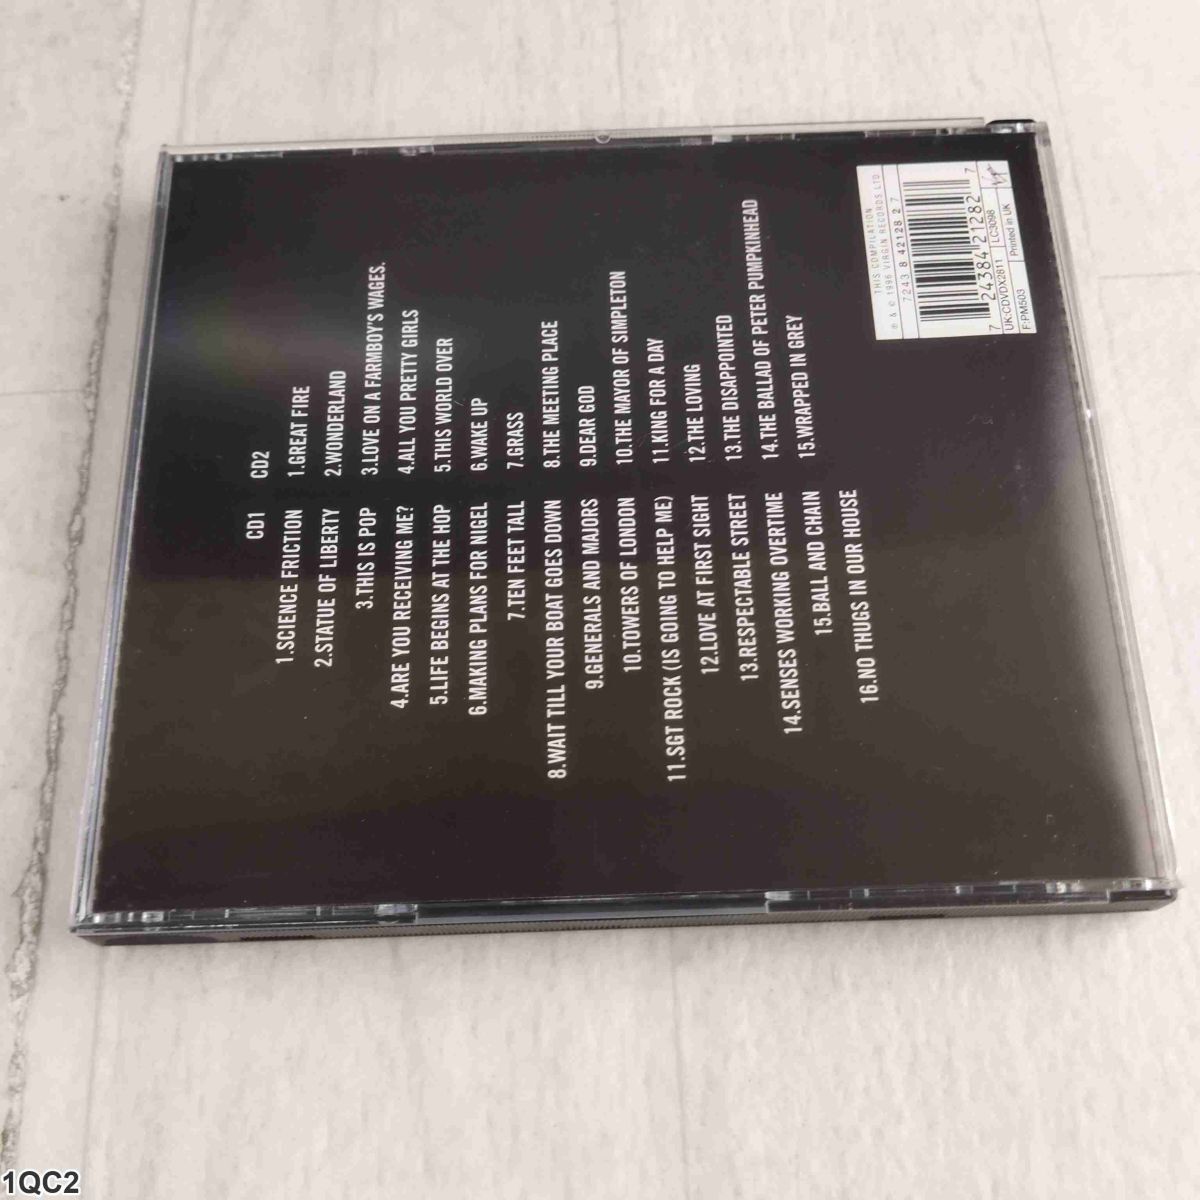 CD1
1.SCIENCE FRICTION
2.STATUE OF LIBERTY
3.THIS IS POP
4.ARE YOU RECEIVING ME?
5.LIFE BEGINS AT THE HOP
6.MAKING PLANS FOR NIGEL
7.TEN FEET TALL
8.WAIT TILL YOUR BOAT GOES DOWN
9.GENERALS AND MAJORS
10.TOWERS OF LONDON
11.SGT ROCK (IS GOING TO HELP ME)
12.LOVE AT FIRST SIGHT
13.RESPECTABLE STREET
14.SENSES WORKING OVERTIME
15.BALL AND CHAIN
16.NO THUGS IN OUR HOUSE
CD2
1.GREAT FIRE
2.WONDERLAND
3.LOVE ON A FARMBOY'S WAGES.
4.ALL YOU PRETTY GIRLS
5.THIS WORLD OVER
6.WAKE UP
7.GRASS
8.THE MEETING PLACE
9.DEAR GOD
10.THE MAYOR OF SIMPLETON
11.KING FOR A DAY
12.THE LOVING
13.THE DISAPPOINTED
14.THE BALLAD OF PETER PUMPKINHEAD
15.WRAPPED IN GREY
THIS COMPILATION
℗ & © 1996 VIRGIN RECORDS LTD.
7243 8 42128 2 7
7 24384 21282 7
UK:CDVDX2811 LC3098
F:PM503 Printed in UK
Virgin
1QC2